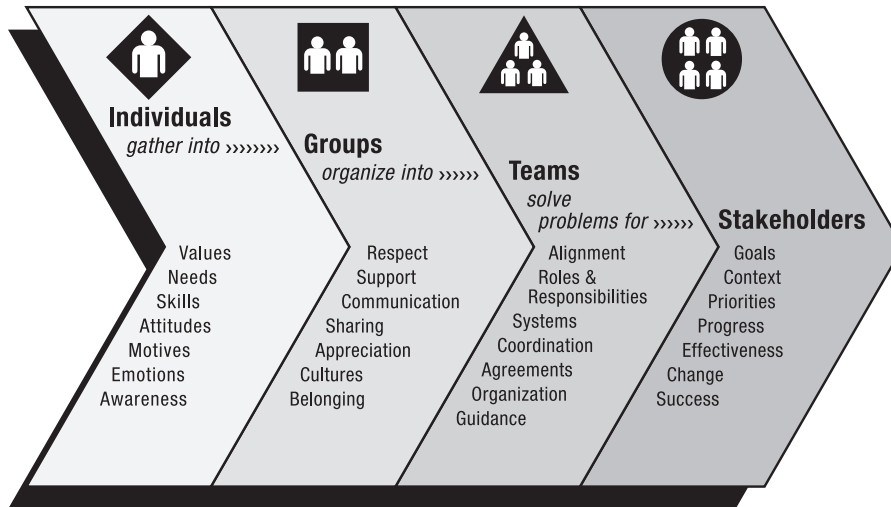 Individuals
gather into ››››››››
Groups
organize into ››››››
Teams
solve
problems for ››››››
Stakeholders
Values
Needs
Skills
Attitudes
Motives
Emotions
Awareness
Respect
Support
Communication
Sharing
Appreciation
Cultures
Belonging
Alignment
Roles &
Responsibilities
Systems
Coordination
Agreements
Organization
Guidance
Goals
Context
Priorities
Progress
Effectiveness
Change
Success